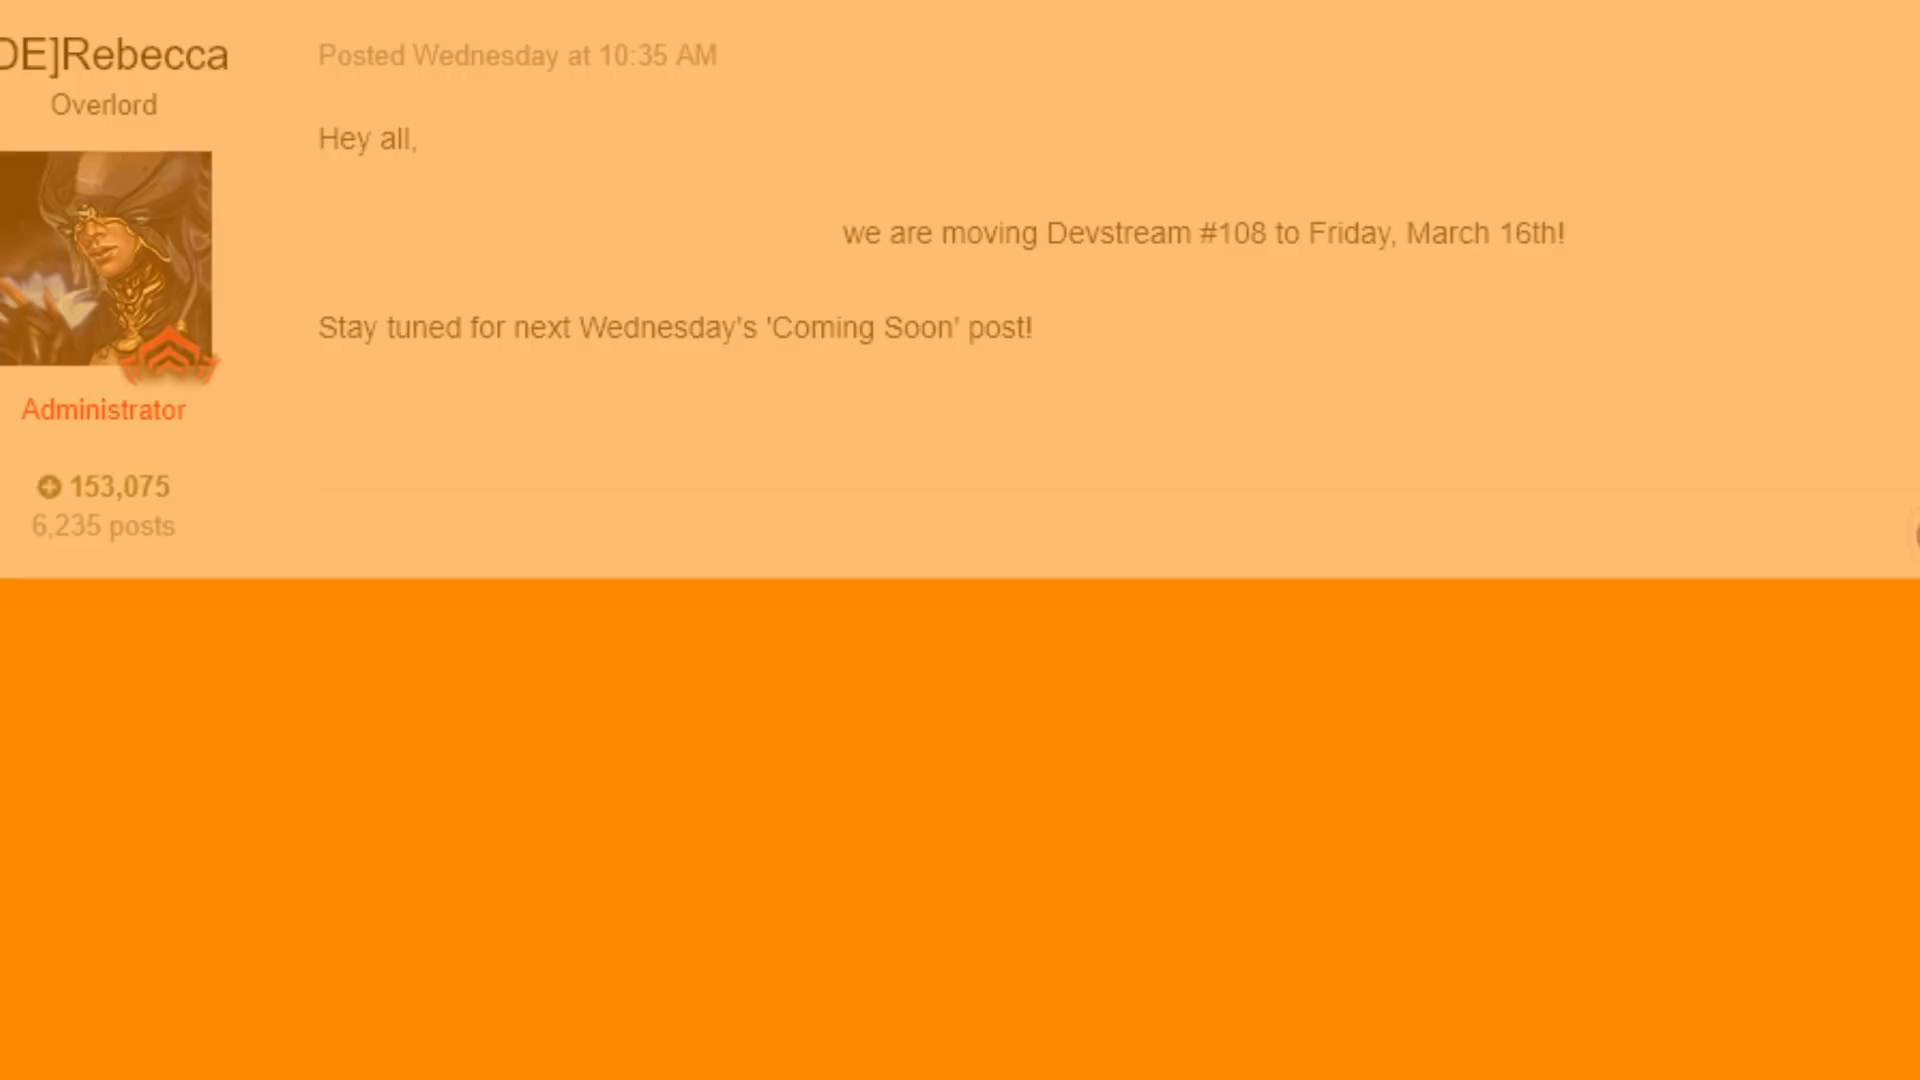 DE]Rebecca
Overlord
Administrator
153,075
6,235 posts
Posted Wednesday at 10:35 AM
Hey all,
we are moving Devstream #108 to Friday, March 16th!
Stay tuned for next Wednesday's 'Coming Soon' post!